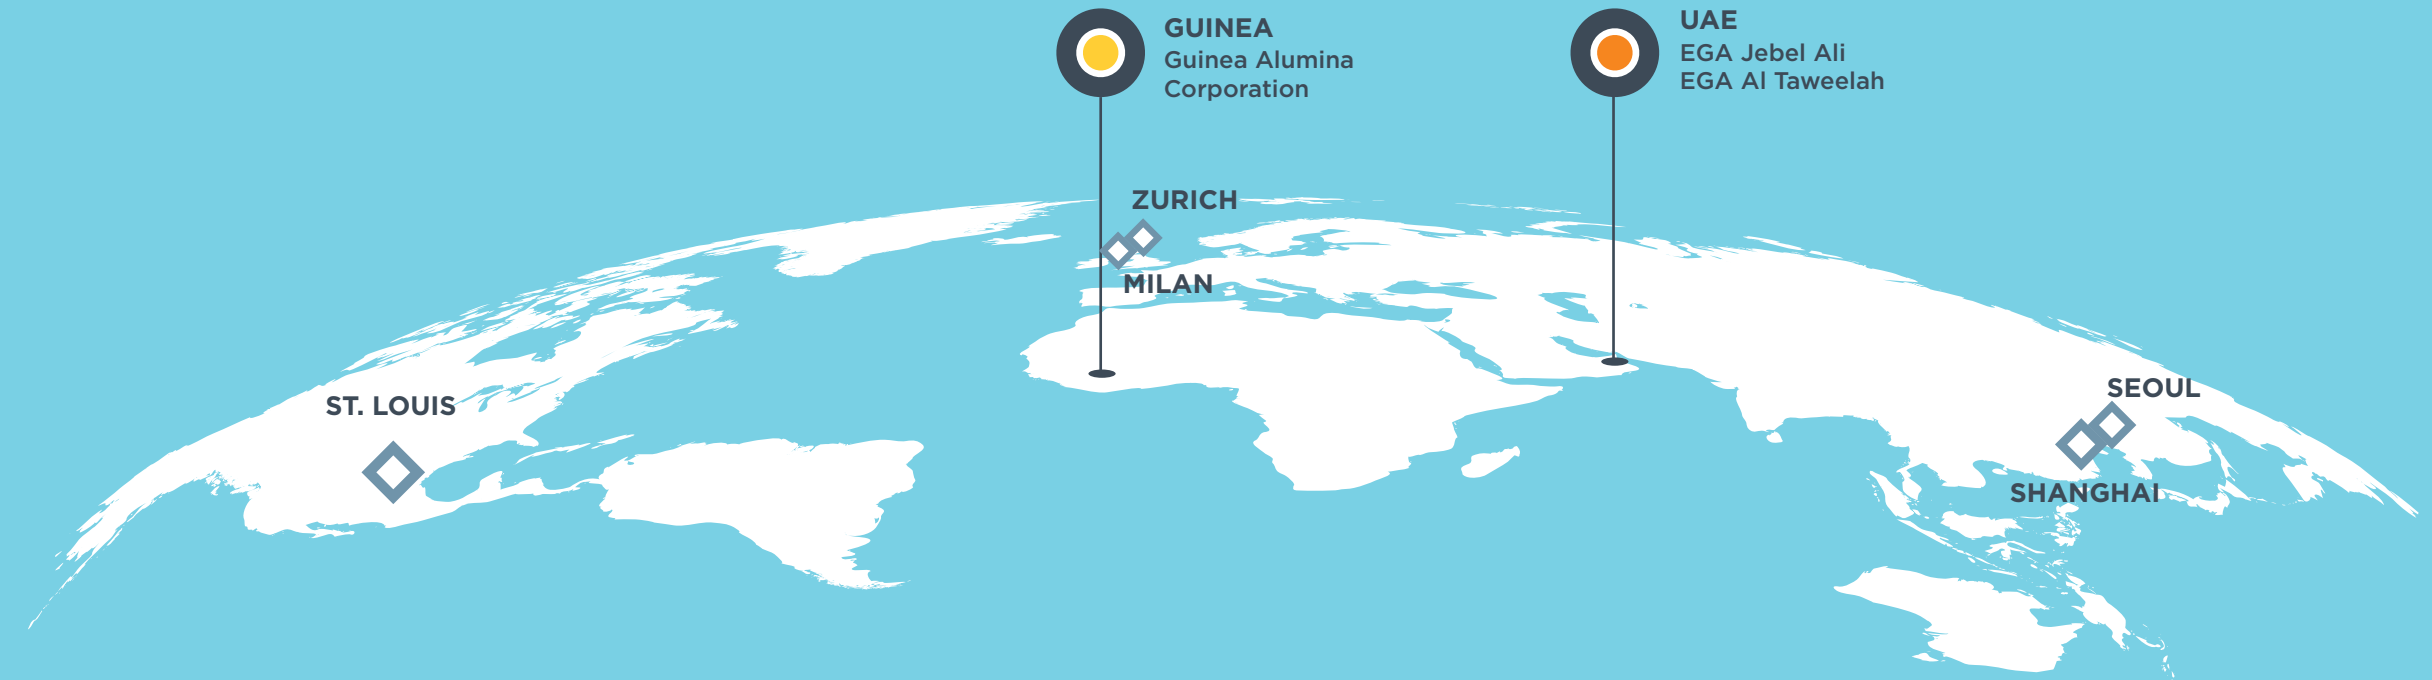 GUINEA
Guinea Alumina
Corporation
UAE
EGA Jebel Ali
EGA Al Taweelah
ZURICH
MILAN
ST. LOUIS
SEOUL
SHANGHAI